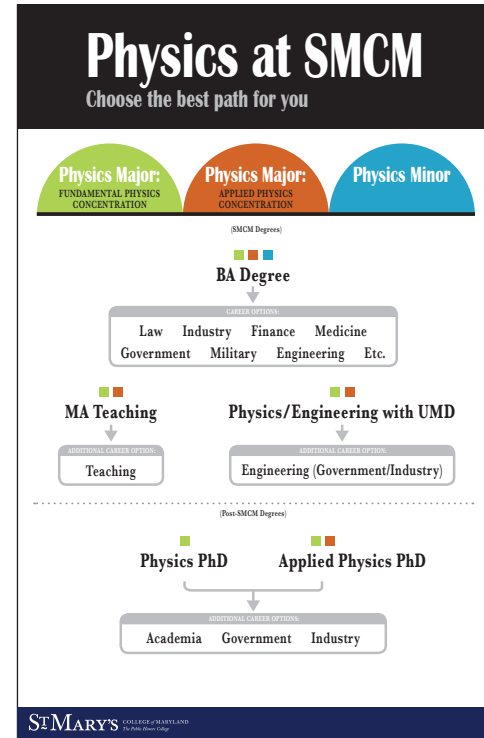 Physics at SMCM
Choose the best path for you
Physics Major:
FUNDAMENTAL PHYSICS
CONCENTRATION
Physics Major:
APPLIED PHYSICS
CONCENTRATION
Physics Minor
(SMCM Degrees)
BA Degree
CAREER OPTIONS:
Law Industry Finance Medicine
Government Military Engineering Etc.
MA Teaching
ADDITIONAL CAREER OPTION:
Teaching
Physics/Engineering with UMD
ADDITIONAL CAREER OPTION:
Engineering (Government/Industry)
(Post-SMCM Degrees)
Physics PhD
Applied Physics PhD
ADDITIONAL CAREER OPTIONS:
Academia Government Industry
ST MARY'S
COLLEGE of MARYLAND
The Public Honors College